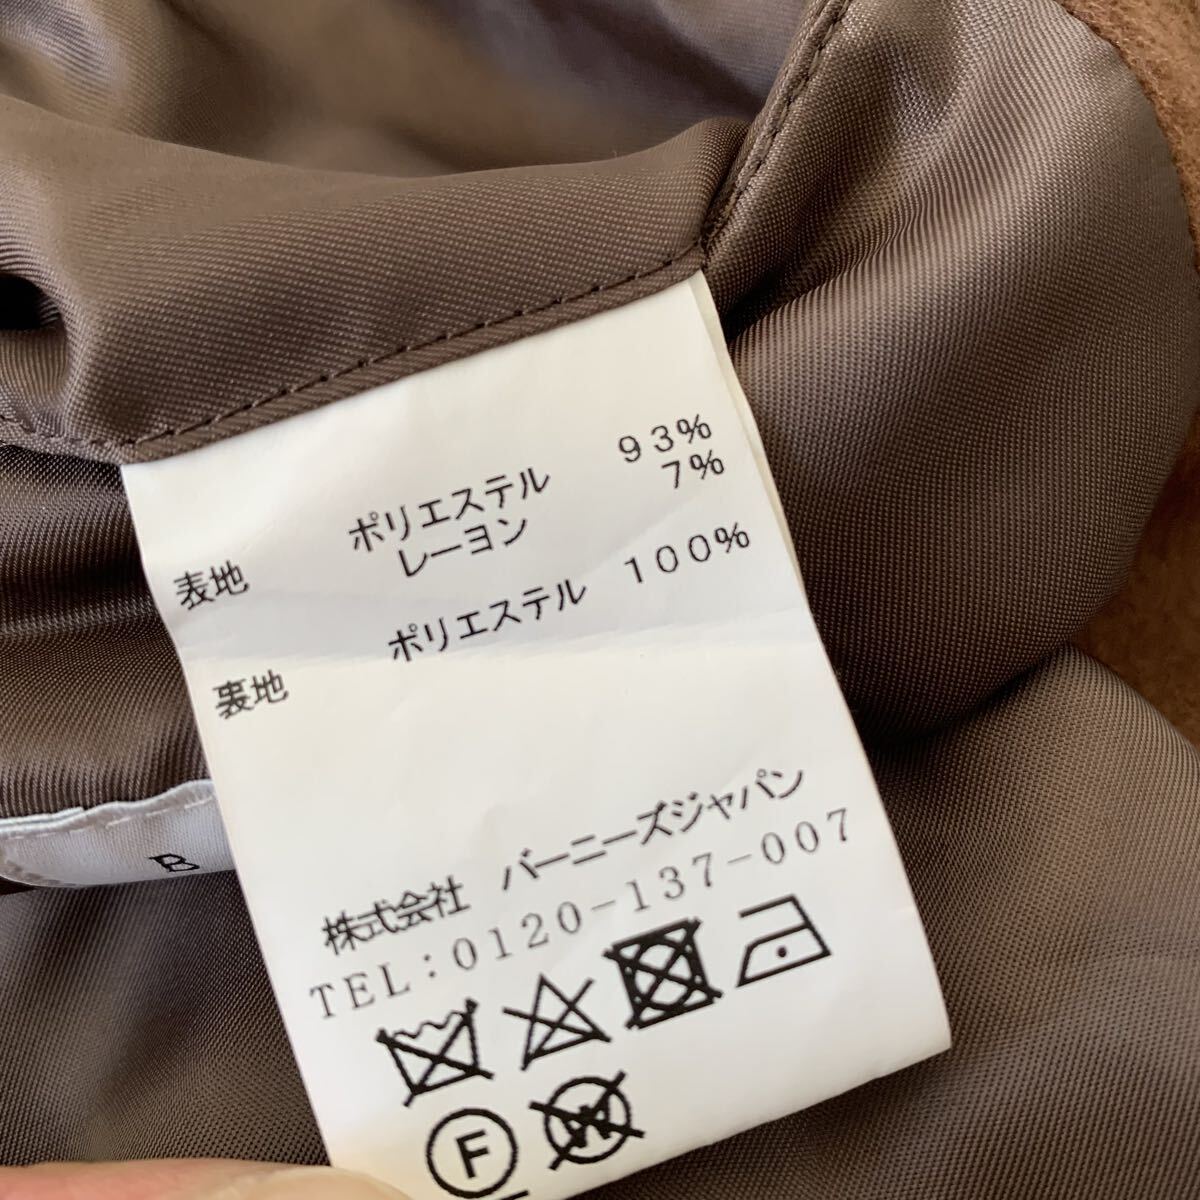 ポリエステル 93%
表地 レーヨン 7%
裏地 ポリエステル 100%
株式会社 バーニーズジャパン
TEL:0120-137-007
F
W
B